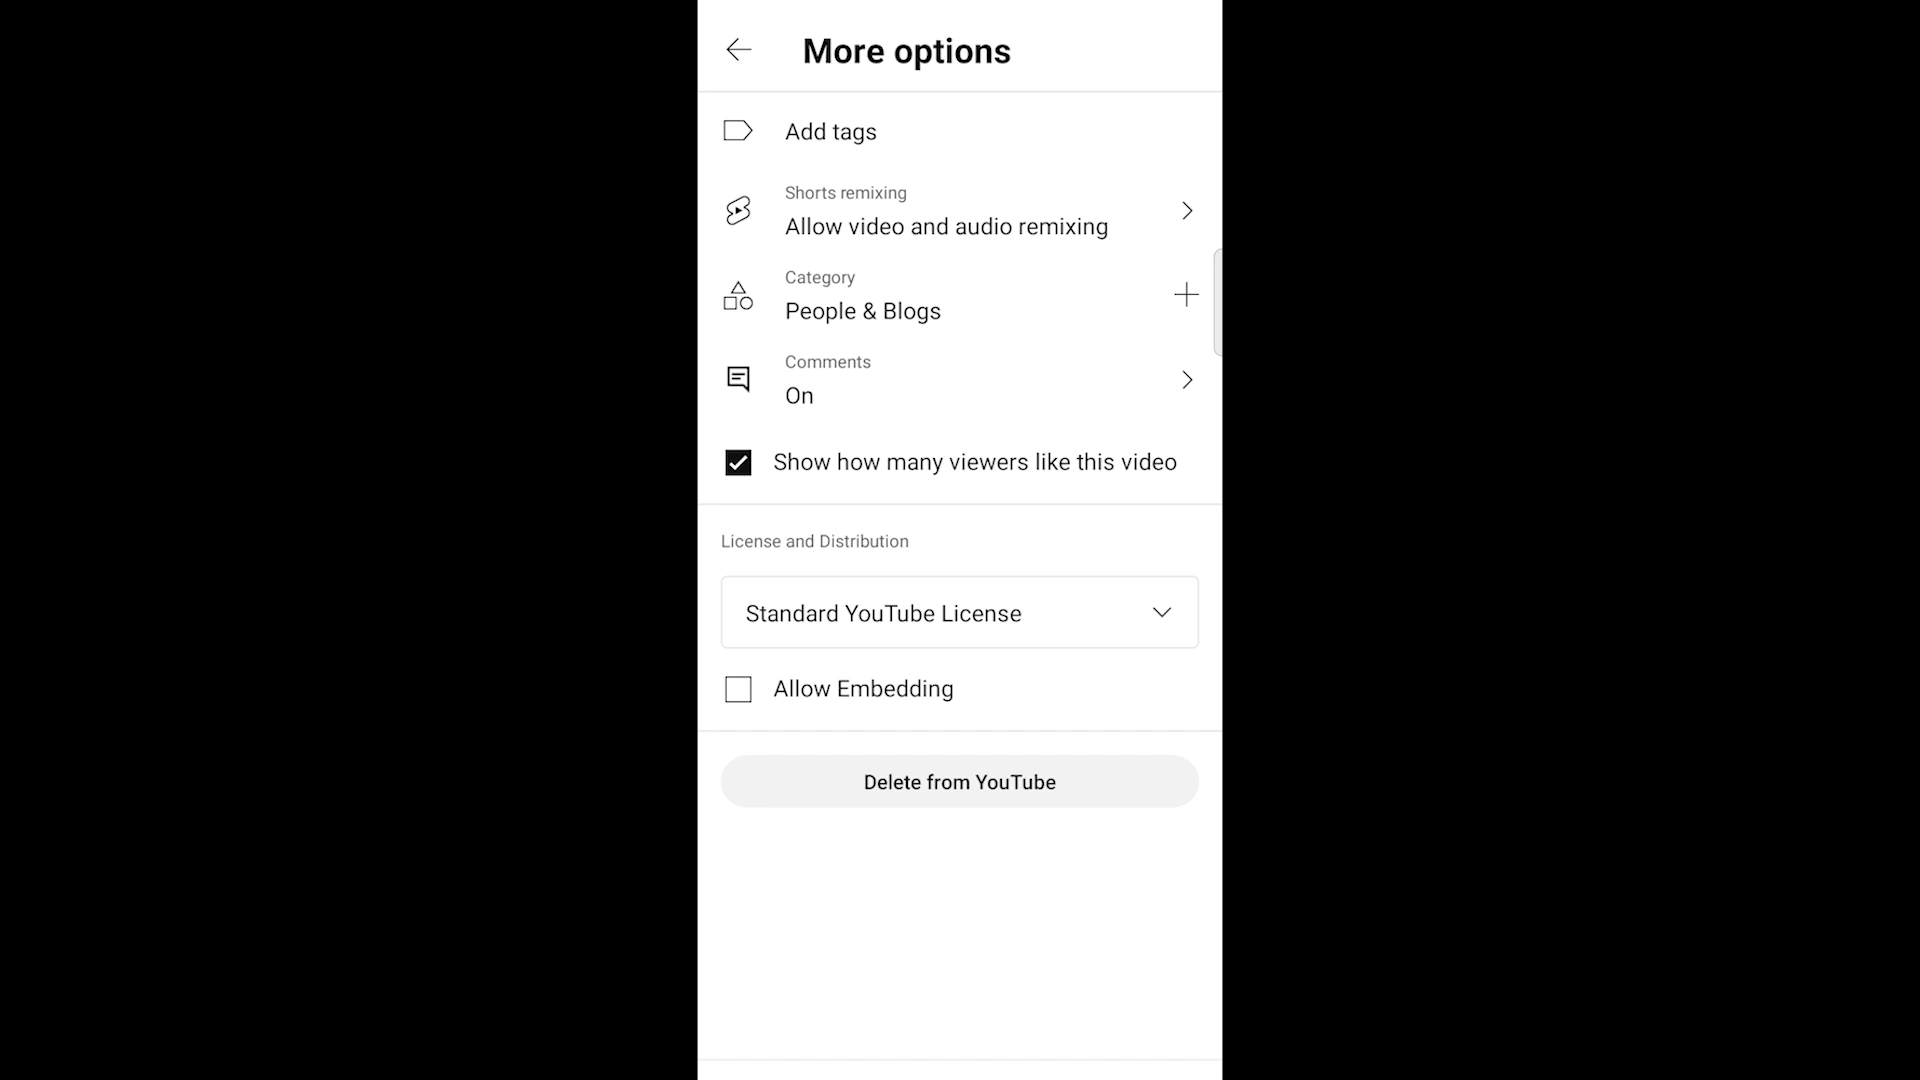 More options
Add tags
Shorts remixing
Allow video and audio remixing
Category
People & Blogs
Comments
On
Show how many viewers like this video
License and Distribution
Standard YouTube License
Allow Embedding
Delete from YouTube